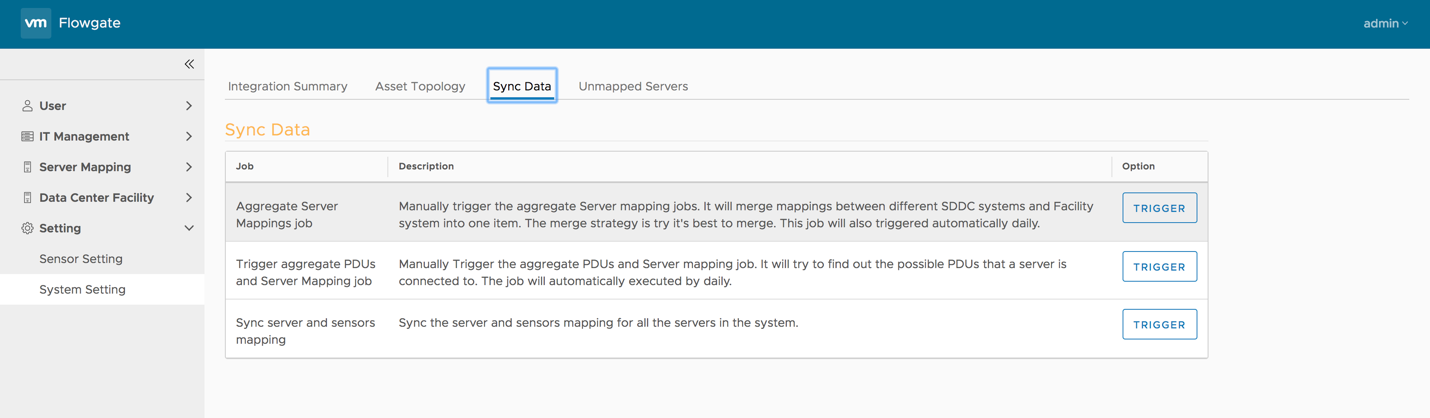 vm Flowgate
admin
Integration Summary Asset Topology Sync Data Unmapped Servers
User
IT Management
Server Mapping
Data Center Facility
Setting
Sensor Setting
System Setting
Sync Data
Job Description Option
Aggregate Server
Mappings job
Manually trigger the aggregate Server mapping jobs. It will merge mappings between different SDDC systems and Facility
system into one item. The merge strategy is try it's best to merge. This job will also triggered automatically daily.
TRIGGER
Trigger aggregate PDUs
and Server Mapping job
Manually Trigger the aggregate PDUs and Server mapping job. It will try to find out the possible PDUs that a server is
connected to. The job will automatically executed by daily.
TRIGGER
Sync server and sensors
mapping
Sync the server and sensors mapping for all the servers in the system.
TRIGGER